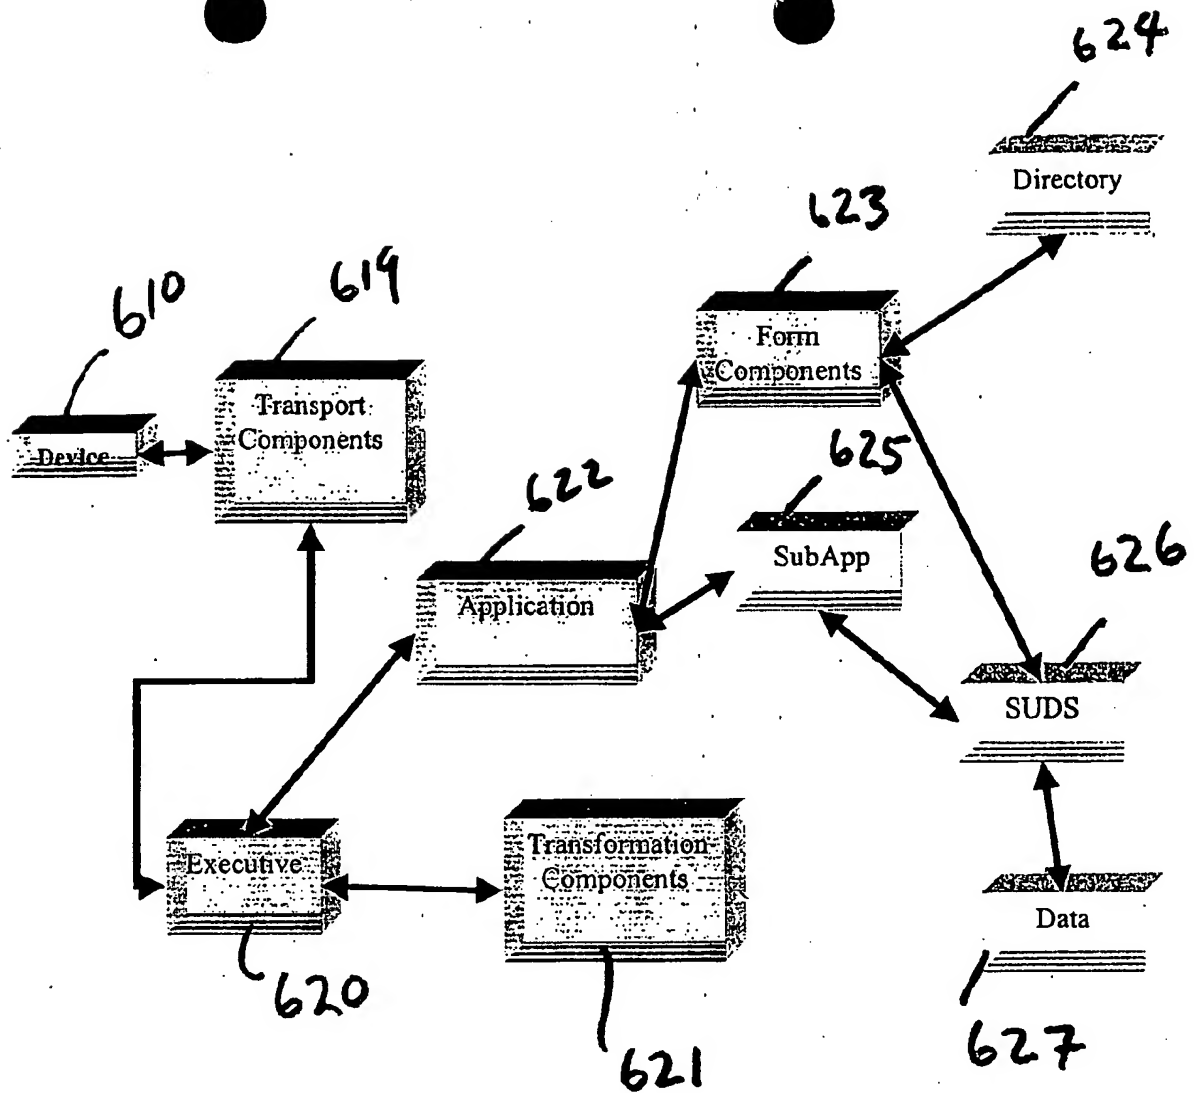 624
Directory
623
619
610
Form
Components
Transport
Components
Device
625
622
SubApp
626
Application
SUDS
Executive
Transformation
Components
Data
620
627
621